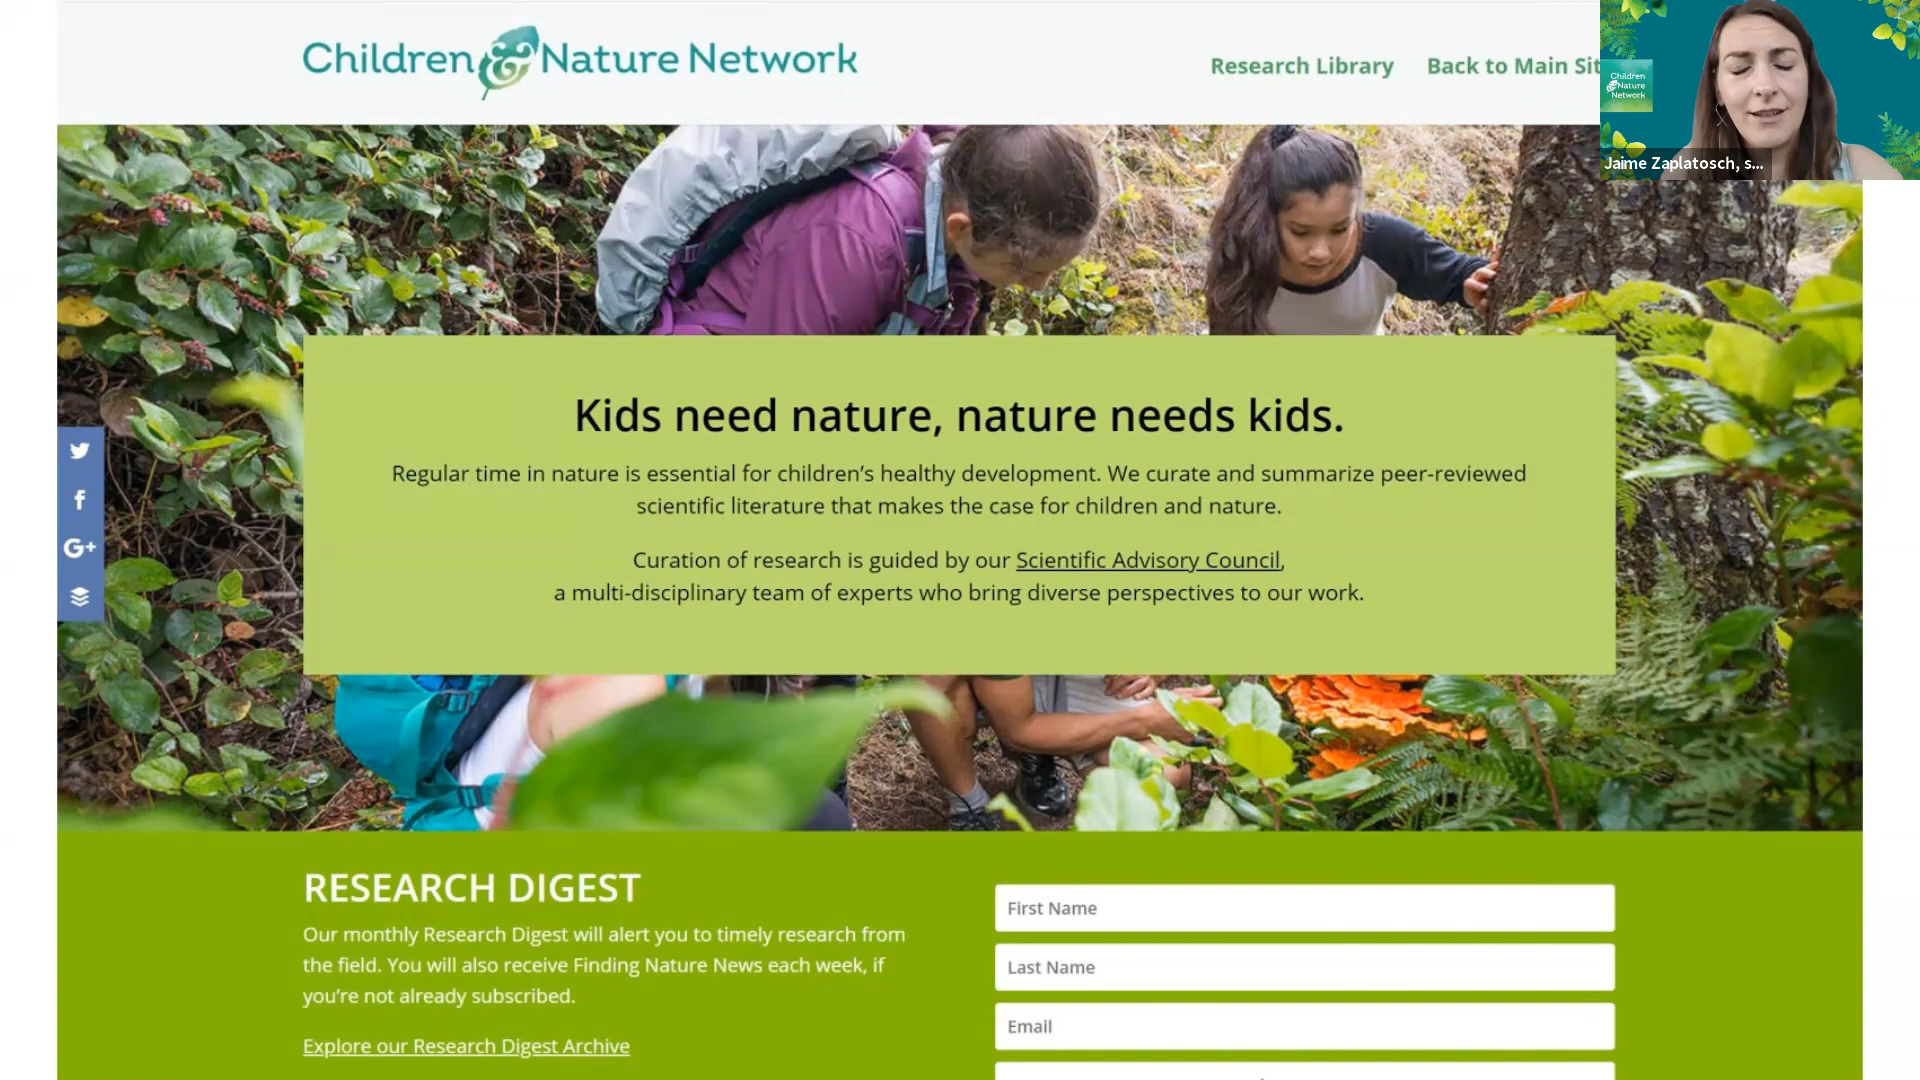 Children & Nature Network
Research Library
Back to Main Sit
Children
& Nature
Network
Jaime Zaplatosch, s...
Kids need nature, nature needs kids.
Regular time in nature is essential for children’s healthy development. We curate and summarize peer-reviewed
scientific literature that makes the case for children and nature.
Curation of research is guided by our Scientific Advisory Council,
a multi-disciplinary team of experts who bring diverse perspectives to our work.
G+
RESEARCH DIGEST
Our monthly Research Digest will alert you to timely research from
the field. You will also receive Finding Nature News each week, if
you’re not already subscribed.
Explore our Research Digest Archive
First Name
Last Name
Email